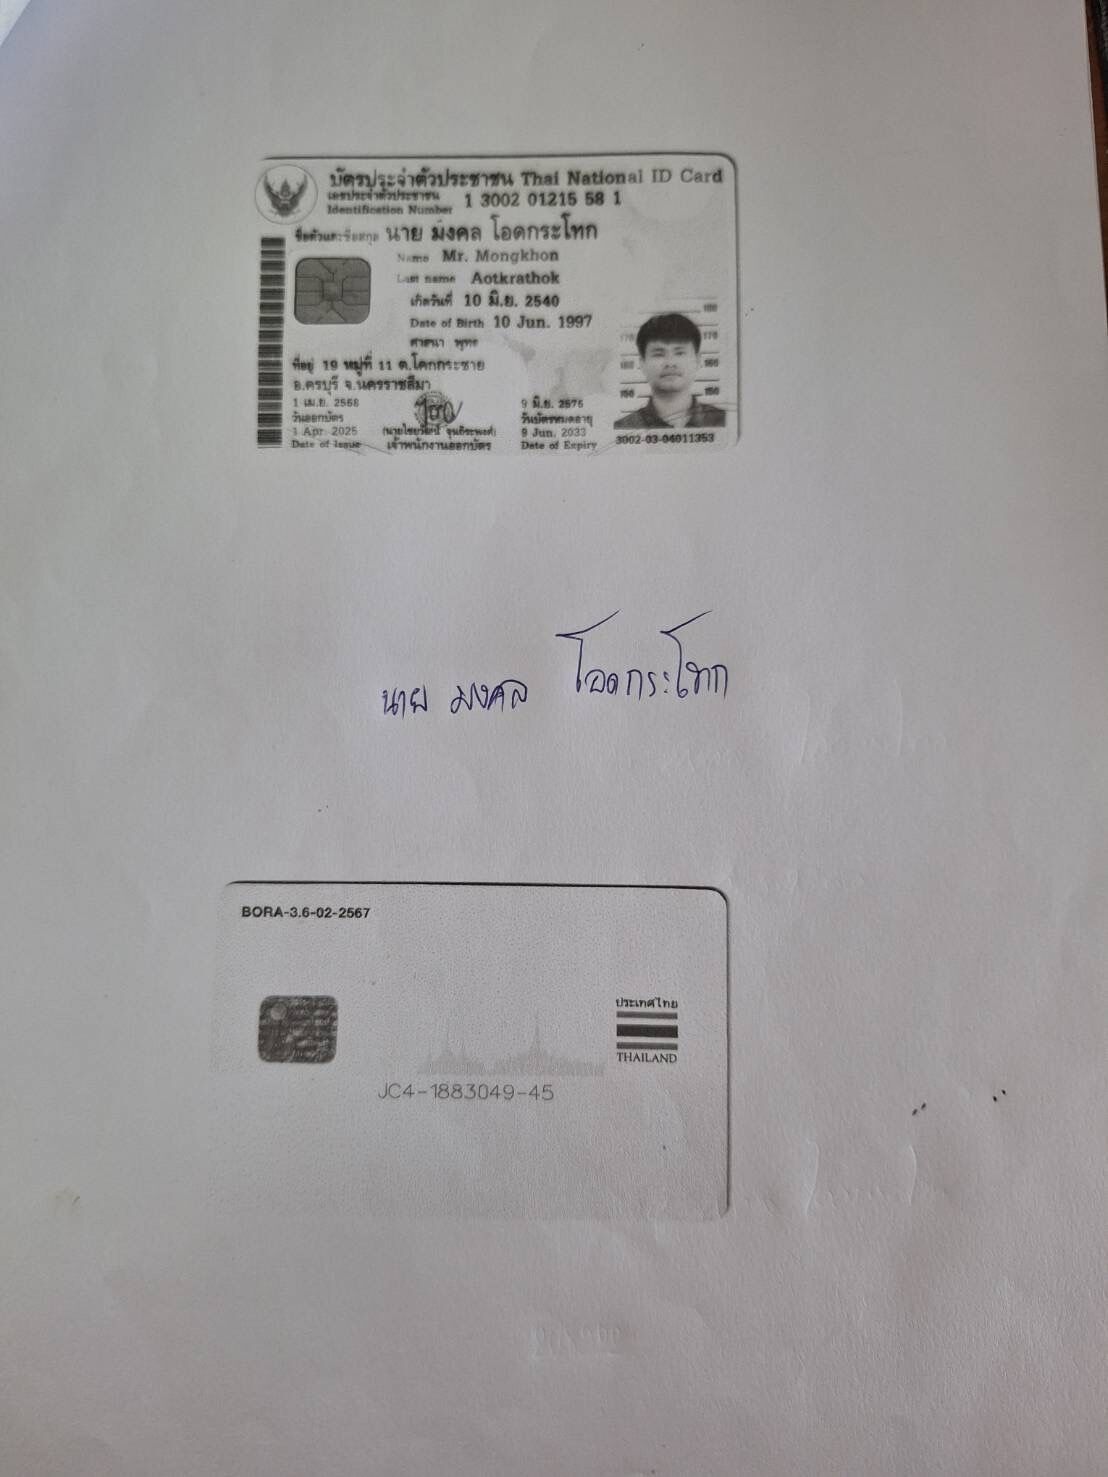 บัตรประจำตัวประชาชน Thai National ID Card
เลขประจำตัวประชาชน
Identification Number 1 3002 01215 58 1
ชื่อตัวและชื่อสกุล นาย มงคล โอดกระโทก
Name Mr. Mongkhon
Last name Aotkrathok
เกิดวันที่ 10 มิ.ย. 2540
Date of Birth 10 Jun. 1997
ศาสนา พุทธ
ที่อยู่ 19 หมู่ที่ 11 ต.โคกกระชาย
อ.ครบุรี จ.นครราชสีมา
1 เม.ย. 2568
วันออกบัตร
1 Apr. 2025
Date of Issue
เจ้าพนักงานออกบัตร
9 มิ.ย. 2576
วันบัตรหมดอายุ
9 Jun. 2033
Date of Expiry
3002-03-04011353
นาย มงคล โอดกระโทก
BORA-3.6-02-2567
ประเทศไทย
THAILAND
JC4-1883049-45